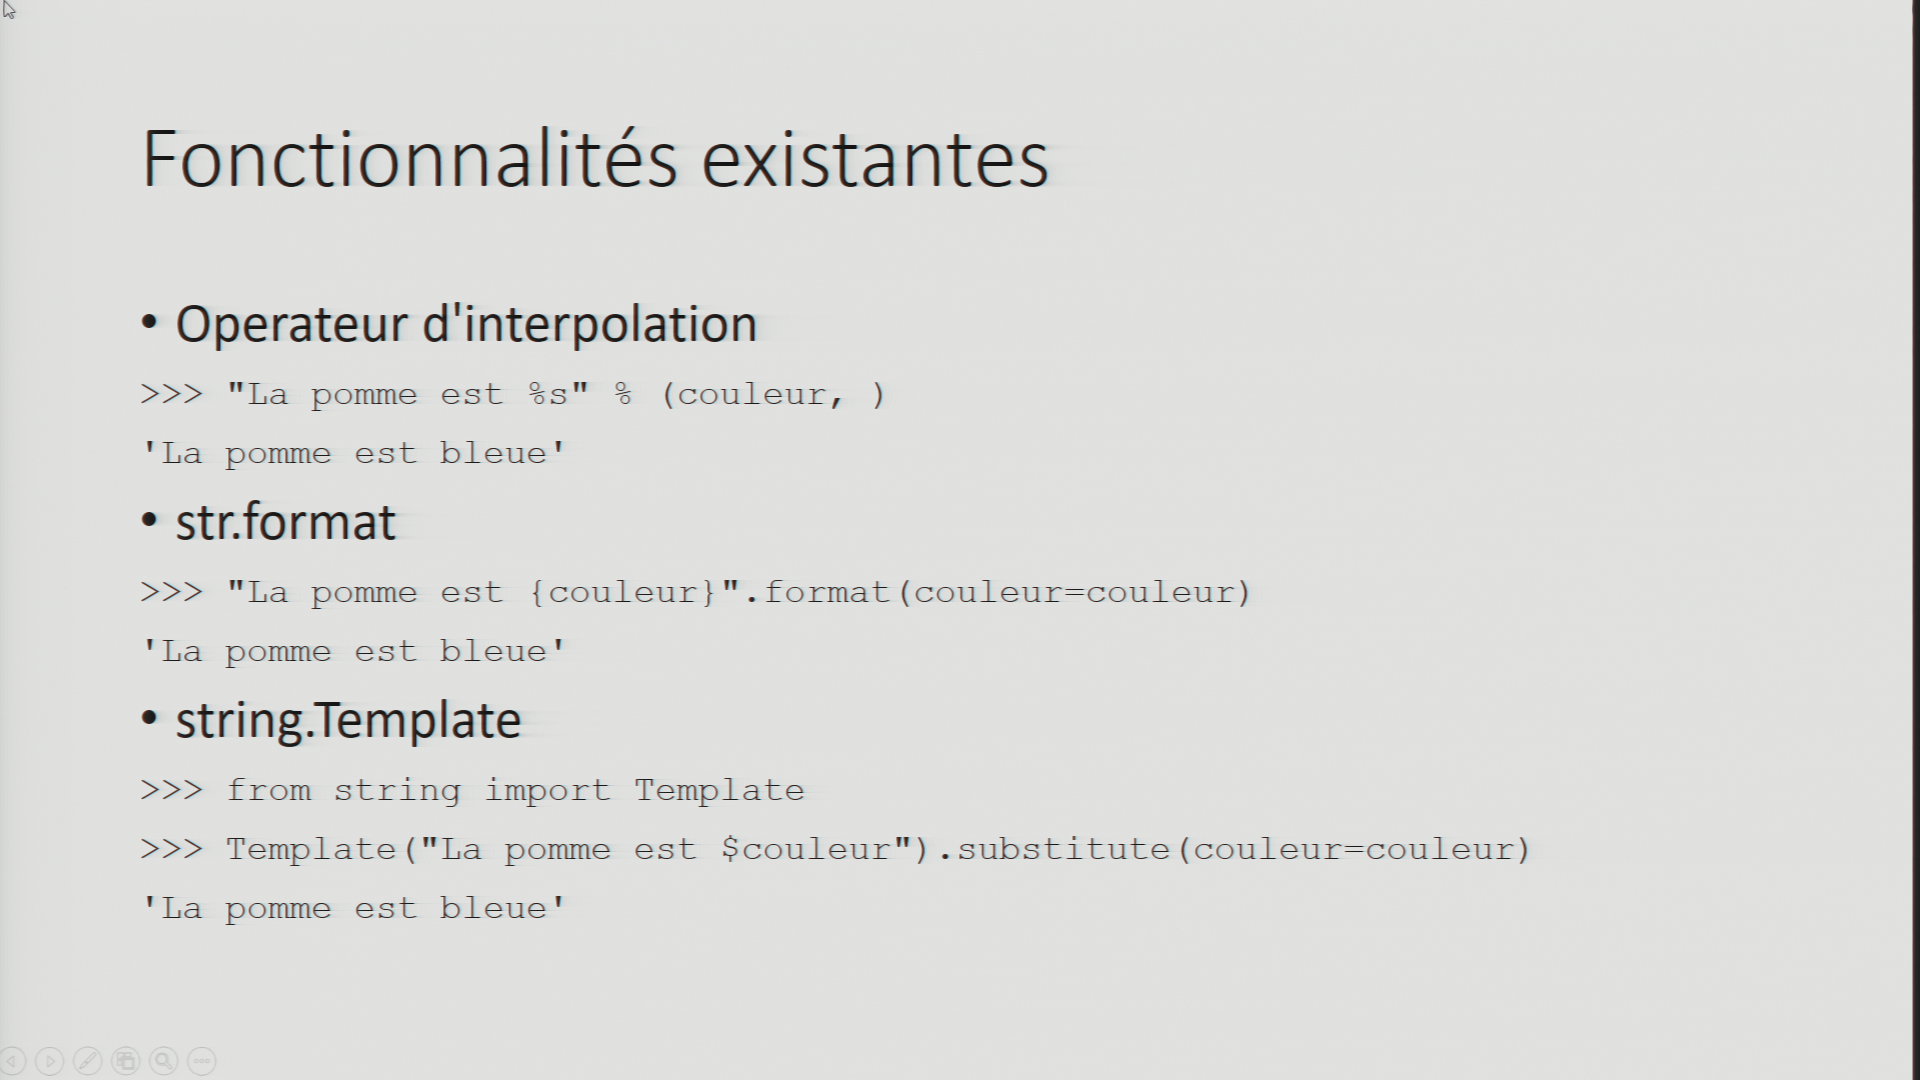 Fonctionnalités existantes
• Operateur d'interpolation
>>> "La pomme est %s" % (couleur, )
'La pomme est bleue'
• str.format
>>> "La pomme est {couleur}".format(couleur=couleur)
'La pomme est bleue'
• string.Template
>>> from string import Template
>>> Template("La pomme est $couleur").substitute(couleur=couleur)
'La pomme est bleue'